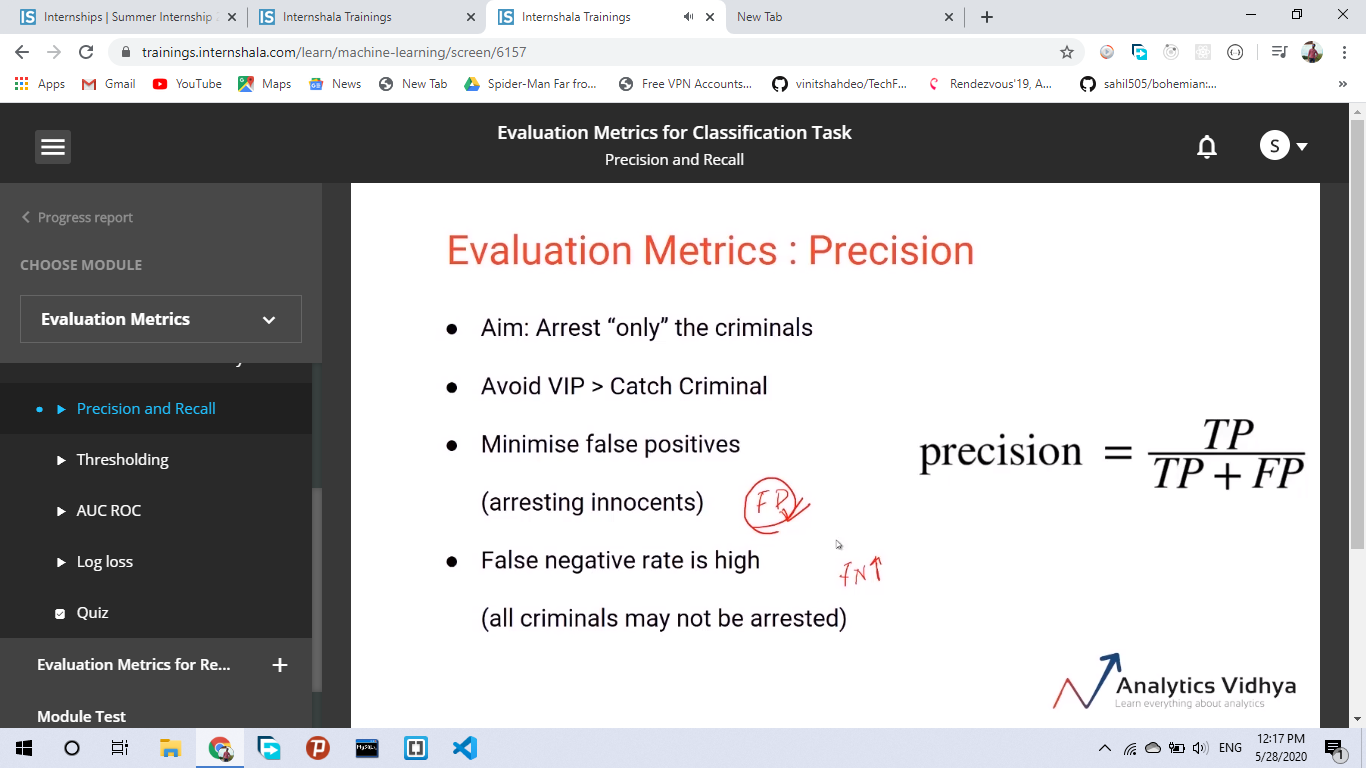 Internships | Summer Internship
Internshala Trainings
Internshala Trainings
New Tab
trainings.internshala.com/learn/machine-learning/screen/6157
Apps
Gmail
YouTube
Maps
News
New Tab
Spider-Man Far fro...
Free VPN Accounts...
vinitshahdeo/TechF...
Rendezvous'19, A...
sahil505/bohemian:...
»
Evaluation Metrics for Classification Task
Precision and Recall
S
Progress report
CHOOSE MODULE
Evaluation Metrics
Precision and Recall
Thresholding
AUC ROC
Log loss
Quiz
Evaluation Metrics for Re...
Module Test
Evaluation Metrics : Precision
● Aim: Arrest “only” the criminals
● Avoid VIP > Catch Criminal
● Minimise false positives
(arresting innocents)
FP
● False negative rate is high
FN↑
(all criminals may not be arrested)
precision = TP / TP + FP
Analytics Vidhya
Learn everything about analytics
MySQL
ENG
12:17 PM
5/28/2020
1